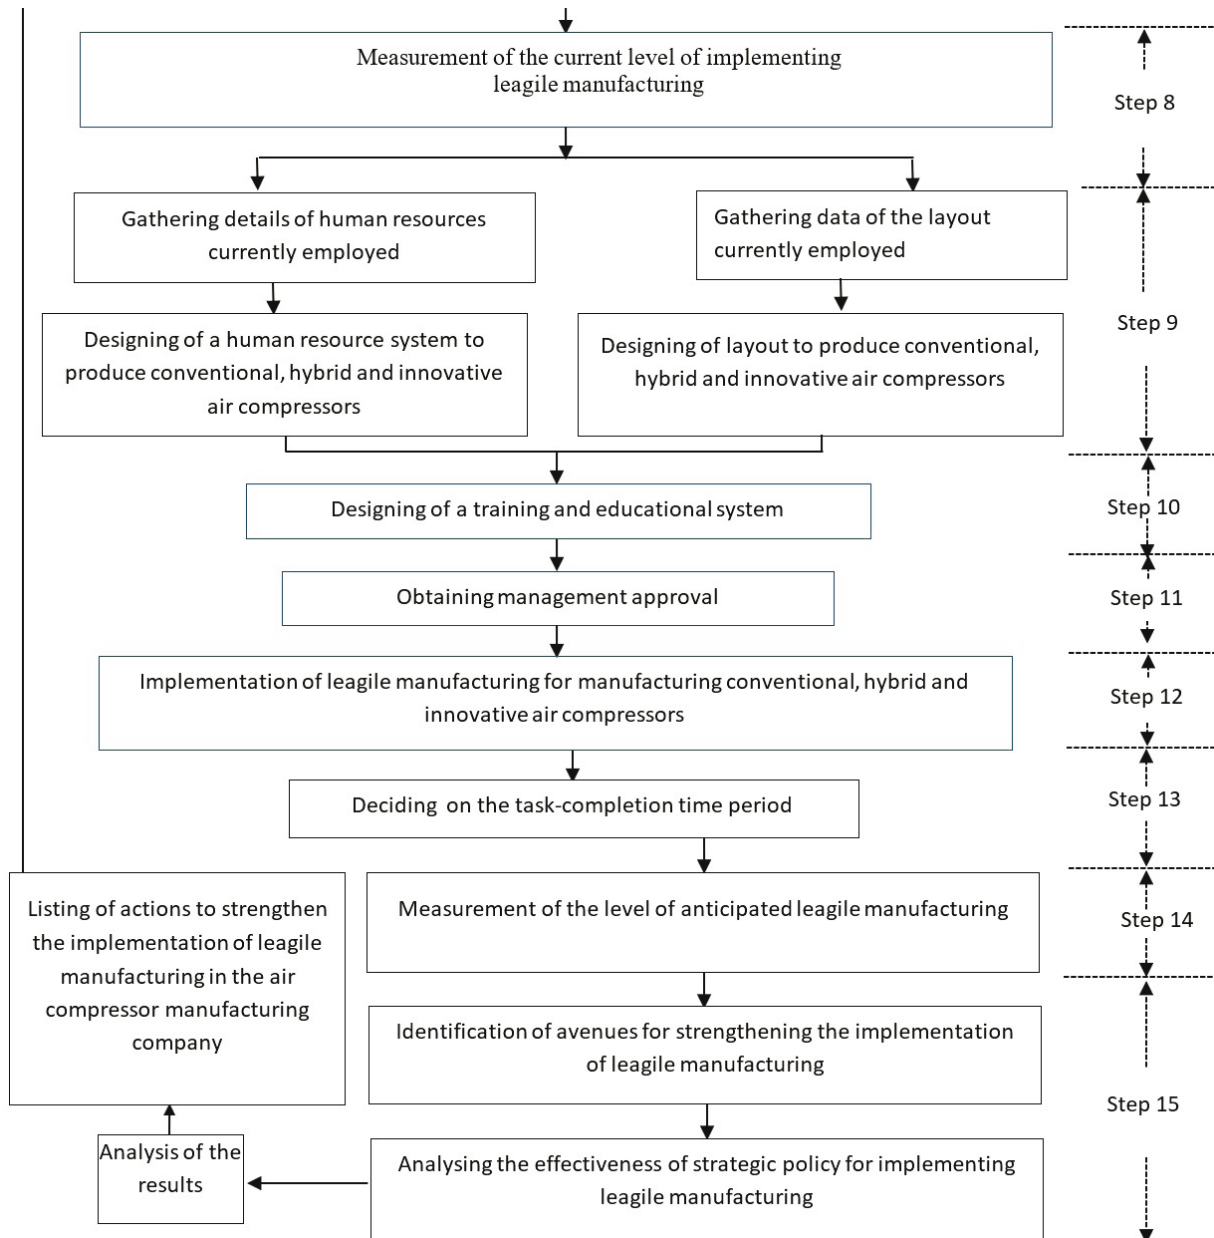 Measurement of the current level of implementing
leagile manufacturing
Step 8
Gathering details of human resources
currently employed
Gathering data of the layout
currently employed
Designing of a human resource system to
produce conventional, hybrid and innovative
air compressors
Designing of layout to produce conventional,
hybrid and innovative air compressors
Step 9
Designing of a training and educational system
Step 10
Obtaining management approval
Step 11
Implementation of leagile manufacturing for manufacturing conventional, hybrid and
innovative air compressors
Step 12
Deciding on the task-completion time period
Step 13
Listing of actions to strengthen
the implementation of leagile
manufacturing in the air
compressor manufacturing
company
Measurement of the level of anticipated leagile manufacturing
Step 14
Identification of avenues for strengthening the implementation
of leagile manufacturing
Step 15
Analysis of the
results
Analysing the effectiveness of strategic policy for implementing
leagile manufacturing